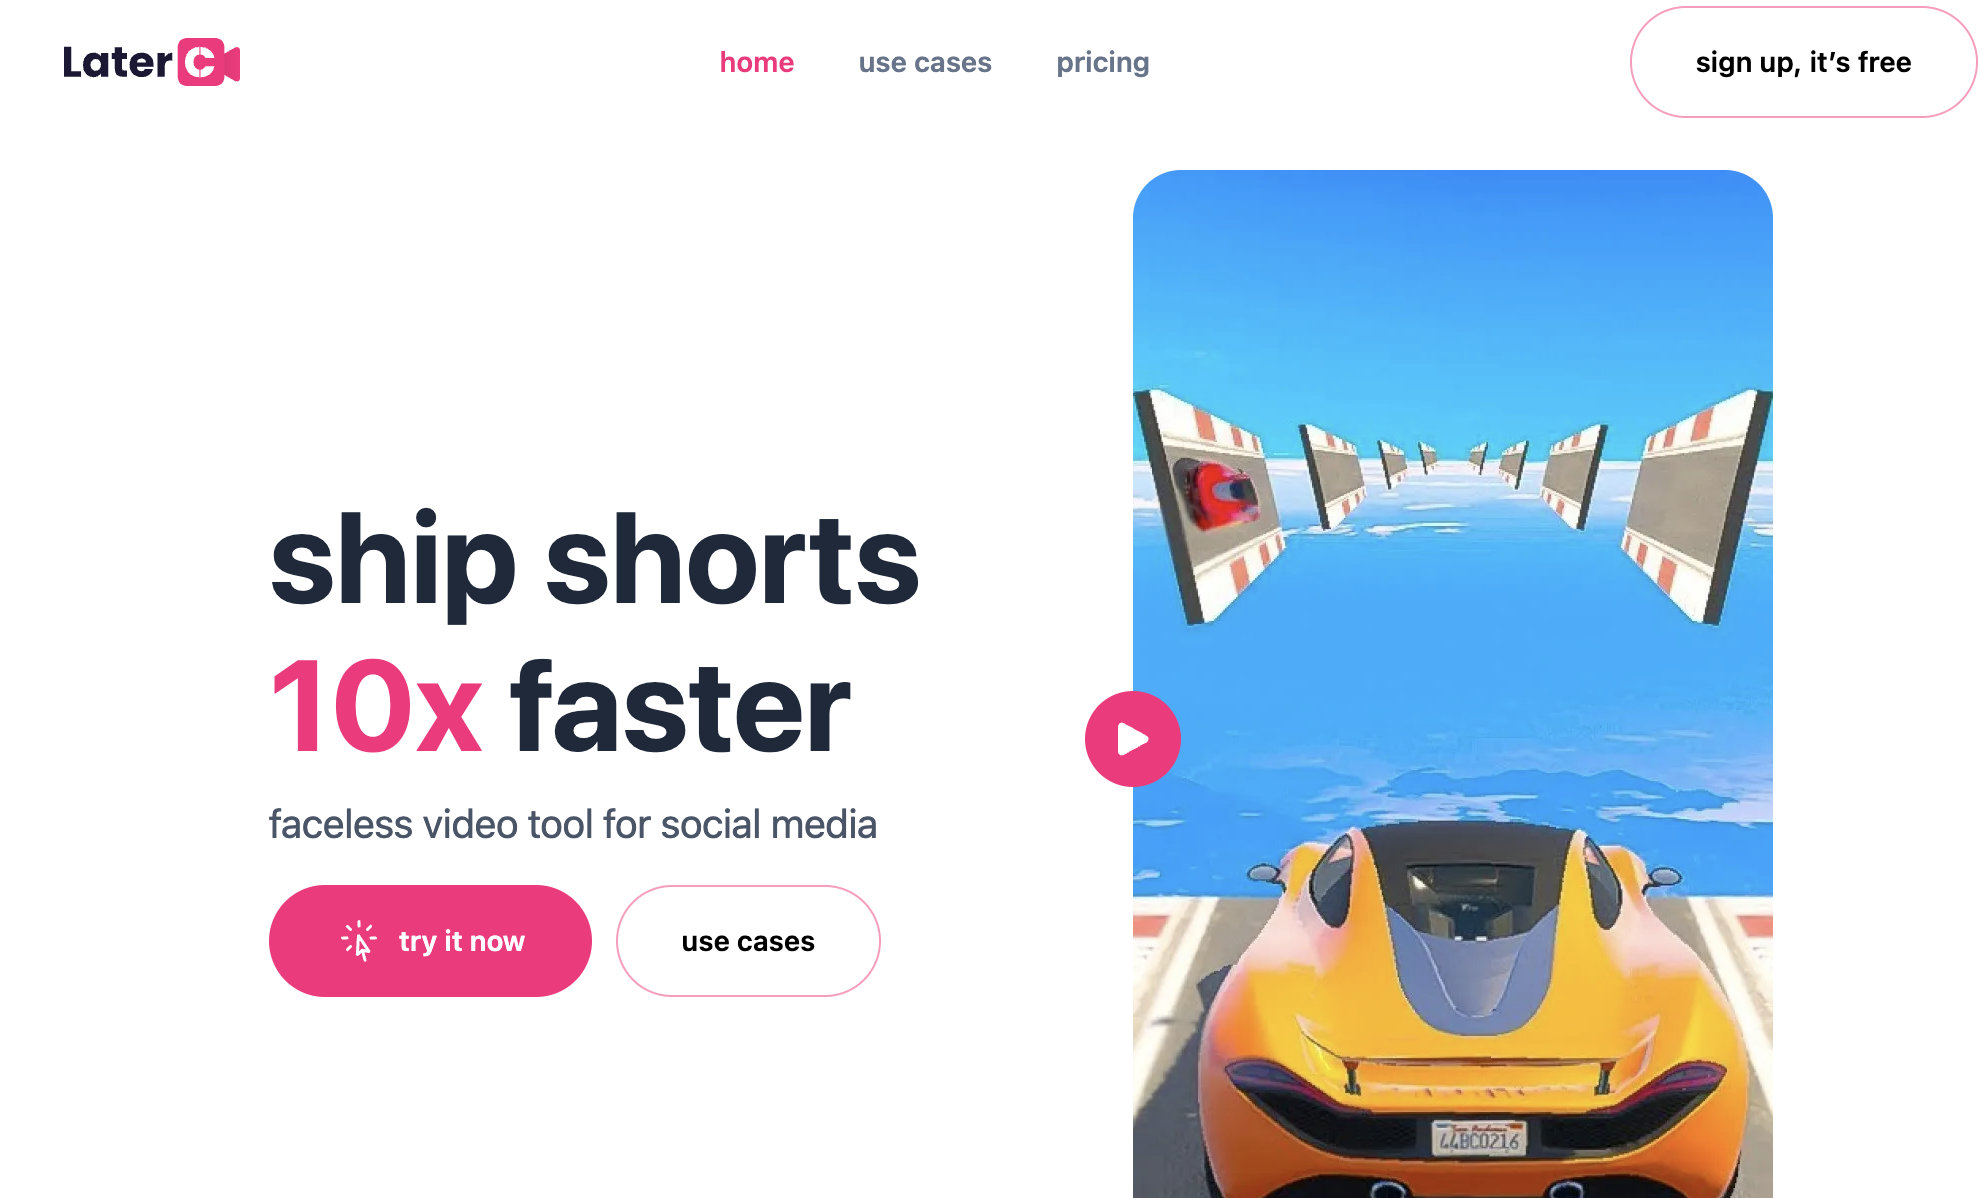 Later C
home
use cases
pricing
sign up, it’s free
ship shorts
10x faster
faceless video tool for social media
try it now
use cases
44BC0216